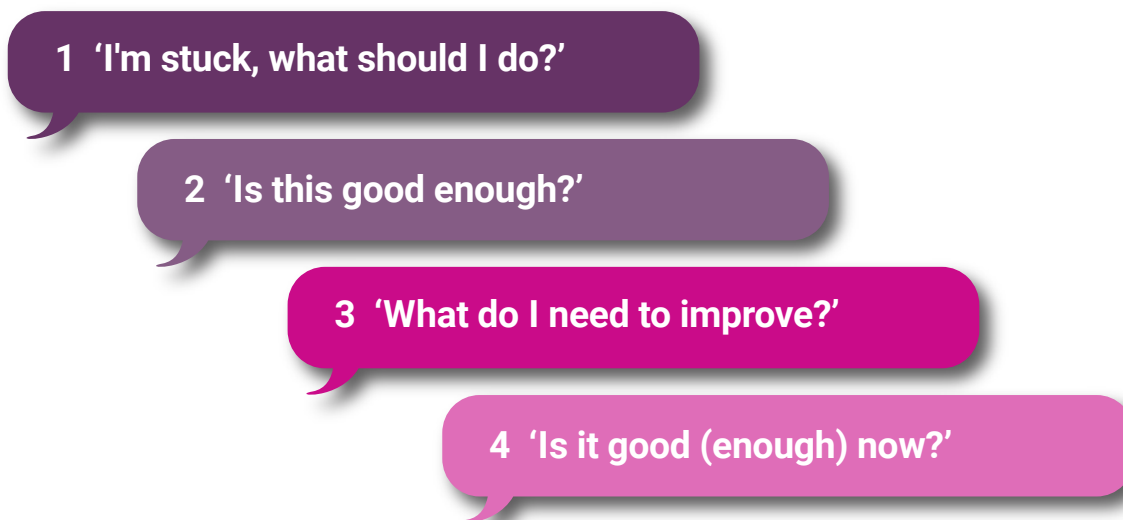 1 ‘I'm stuck, what should I do?’
2 ‘Is this good enough?’
3 ‘What do I need to improve?’
4 ‘Is it good (enough) now?’